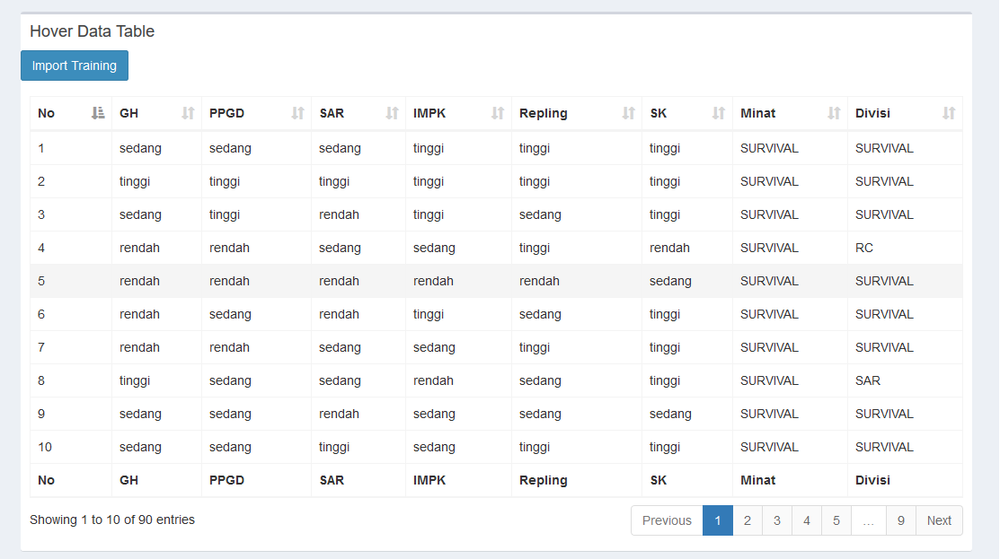 Hover Data Table
Import Training
No GH PPGD SAR IMPK Repling SK Minat Divisi
1 sedang sedang sedang tinggi tinggi tinggi SURVIVAL SURVIVAL
2 tinggi tinggi tinggi tinggi tinggi tinggi SURVIVAL SURVIVAL
3 sedang tinggi rendah tinggi sedang tinggi SURVIVAL SURVIVAL
4 rendah rendah sedang sedang tinggi rendah SURVIVAL RC
5 rendah rendah rendah rendah rendah sedang SURVIVAL SURVIVAL
6 rendah sedang rendah tinggi sedang tinggi SURVIVAL SURVIVAL
7 rendah rendah sedang sedang tinggi tinggi SURVIVAL SURVIVAL
8 tinggi sedang sedang rendah sedang tinggi SURVIVAL SAR
9 sedang sedang rendah sedang sedang sedang SURVIVAL SURVIVAL
10 sedang sedang tinggi sedang tinggi tinggi SURVIVAL SURVIVAL
No GH PPGD SAR IMPK Repling SK Minat Divisi
Showing 1 to 10 of 90 entries Previous 1 2 3 4 5 … 9 Next